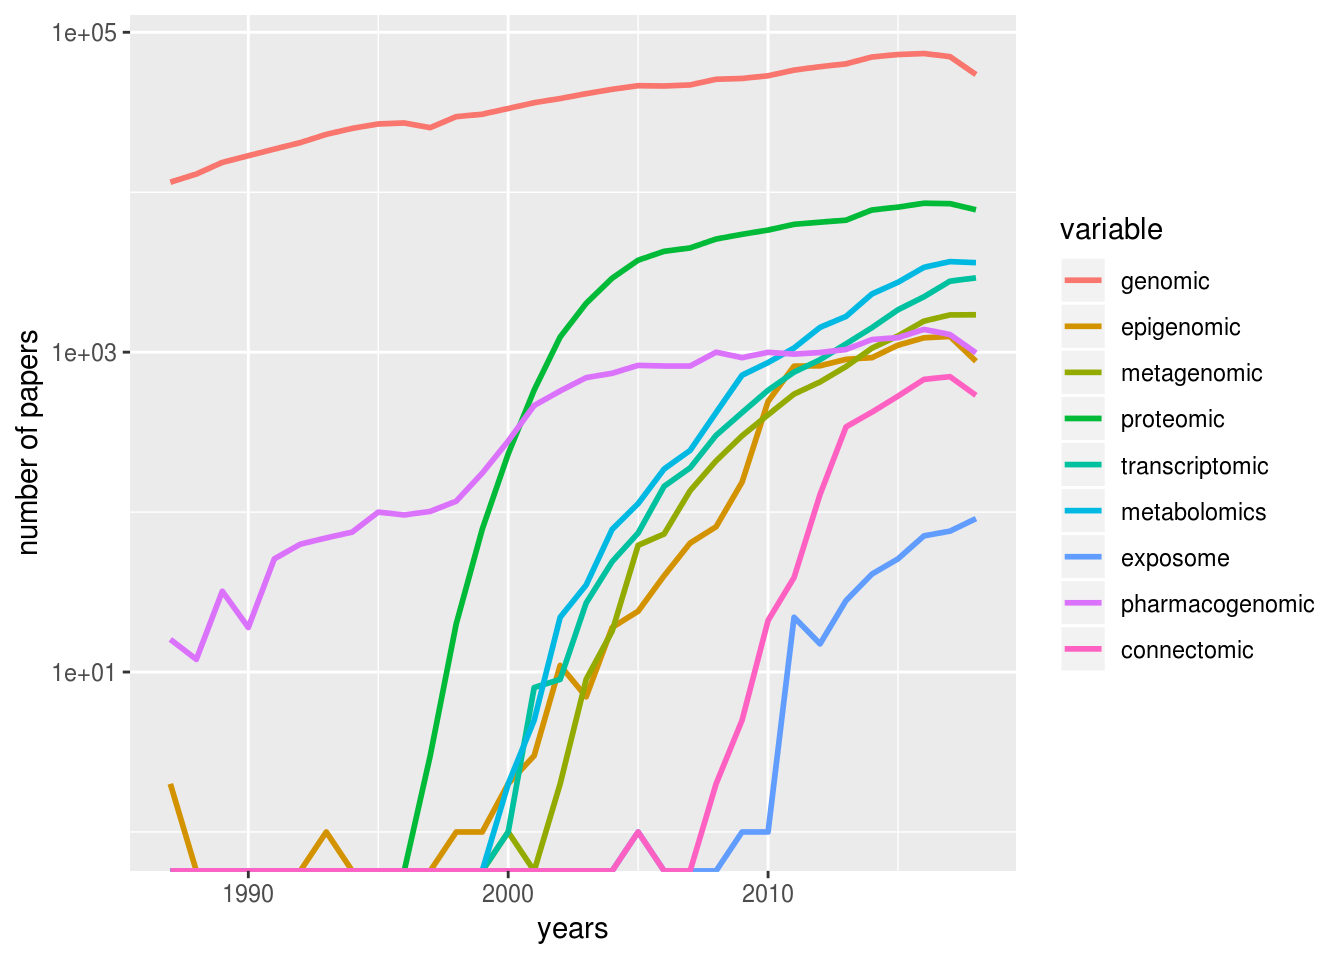 1e+05
1e+03
1e+01
number of papers
1990
2000
2010
years
variable
genomic
epigenomic
metagenomic
proteomic
transcriptomic
metabolomics
exposome
pharmacogenomic
connectomic